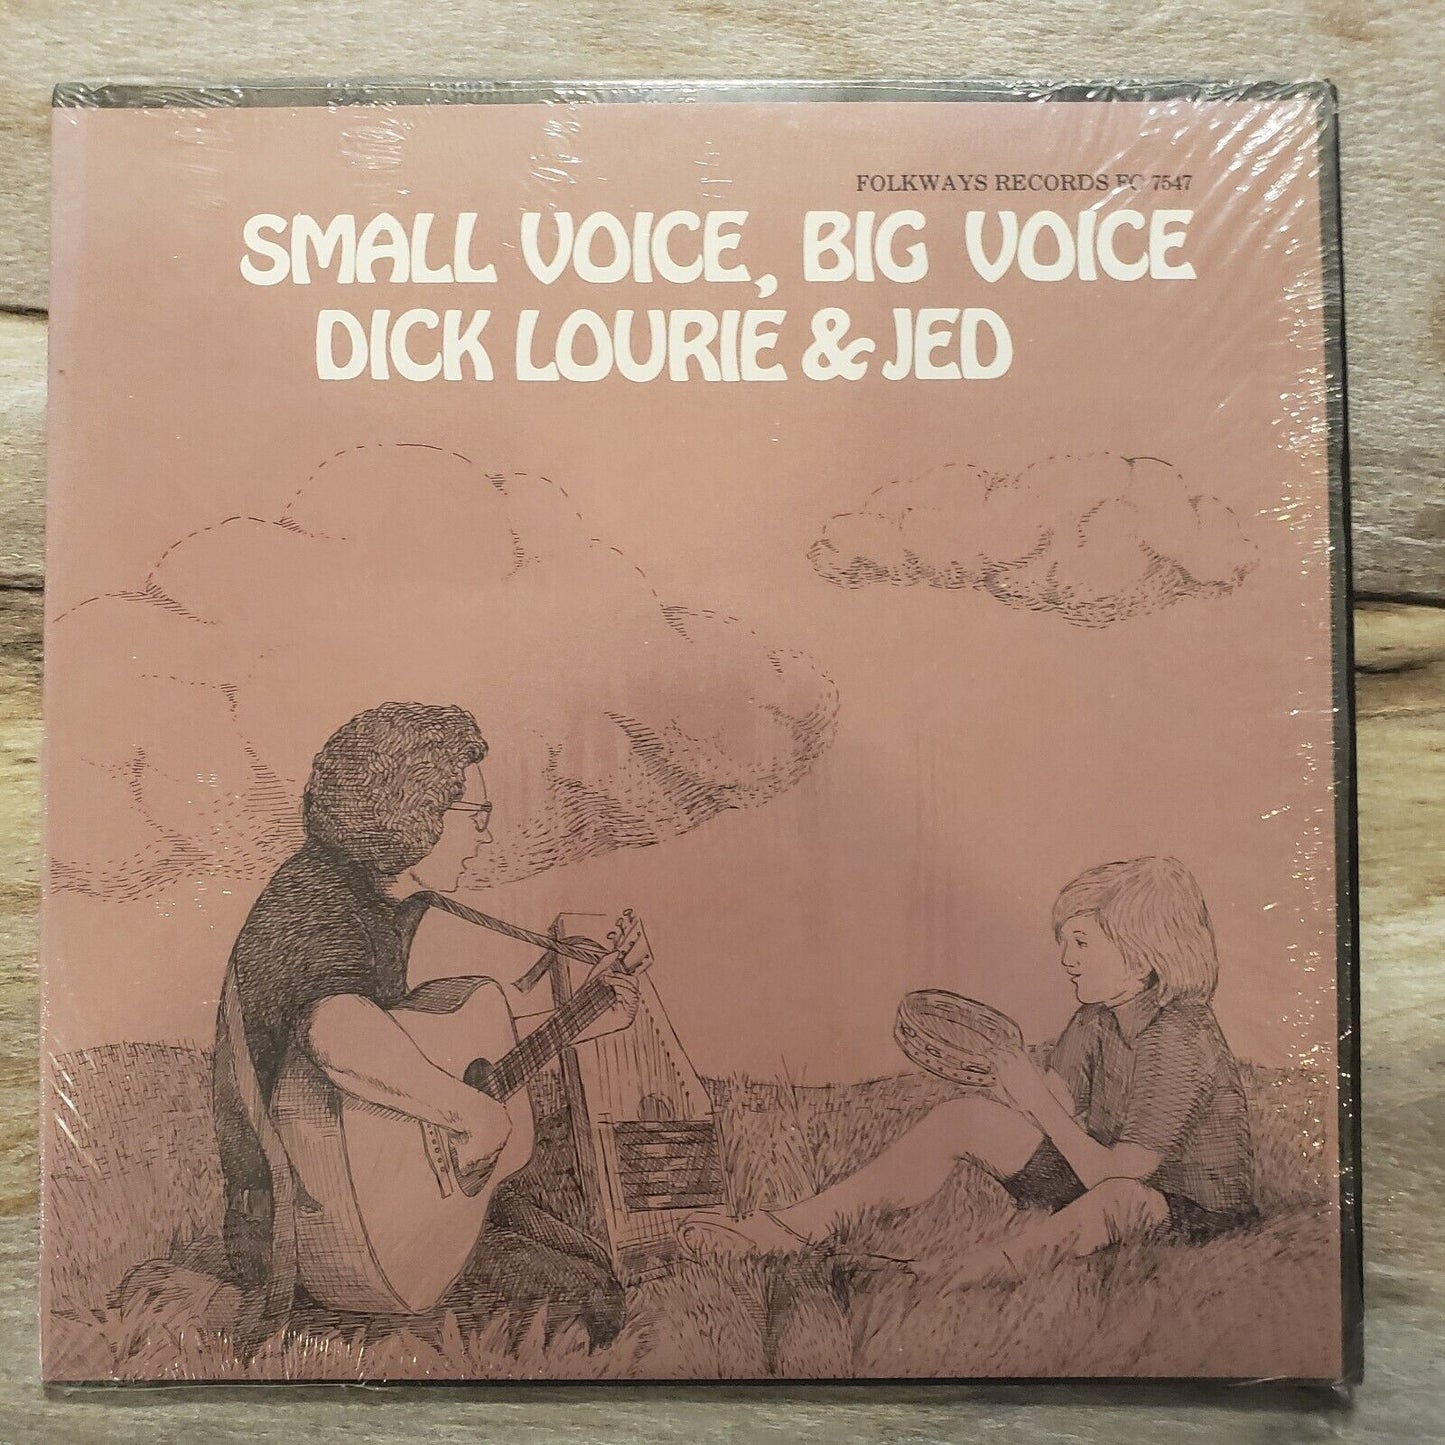 FOLKWAYS RECORDS FC 7547
SMALL VOICE, BIG VOICE
DICK LOURIE & JED